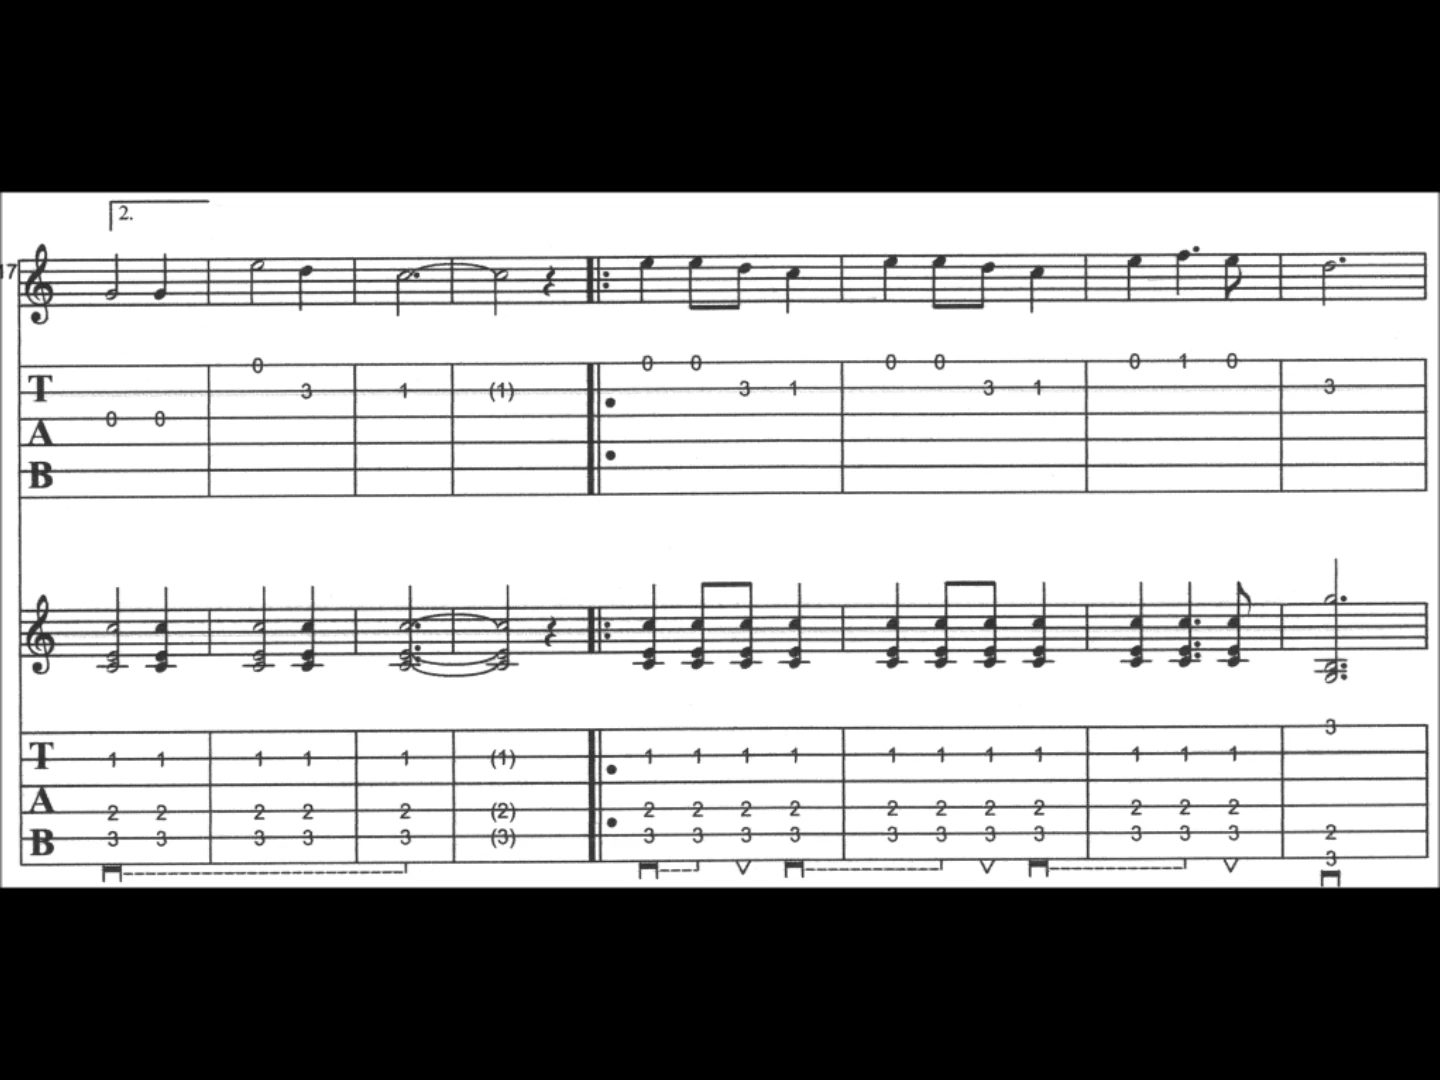 2.
17
0 0 0 0 0 1 0
T 3 1 (1) 3 1 3 1 3
0 0
A
B
3
T 1 1 1 1 1 (1) 1 1 1 1 1 1 1 1 1 1 1
A 2 2 2 2 2 (2) 2 2 2 2 2 2 2 2 2 2 2
B 3 3 3 3 3 (3) 3 3 3 3 3 3 3 3 3 3 3 2
3